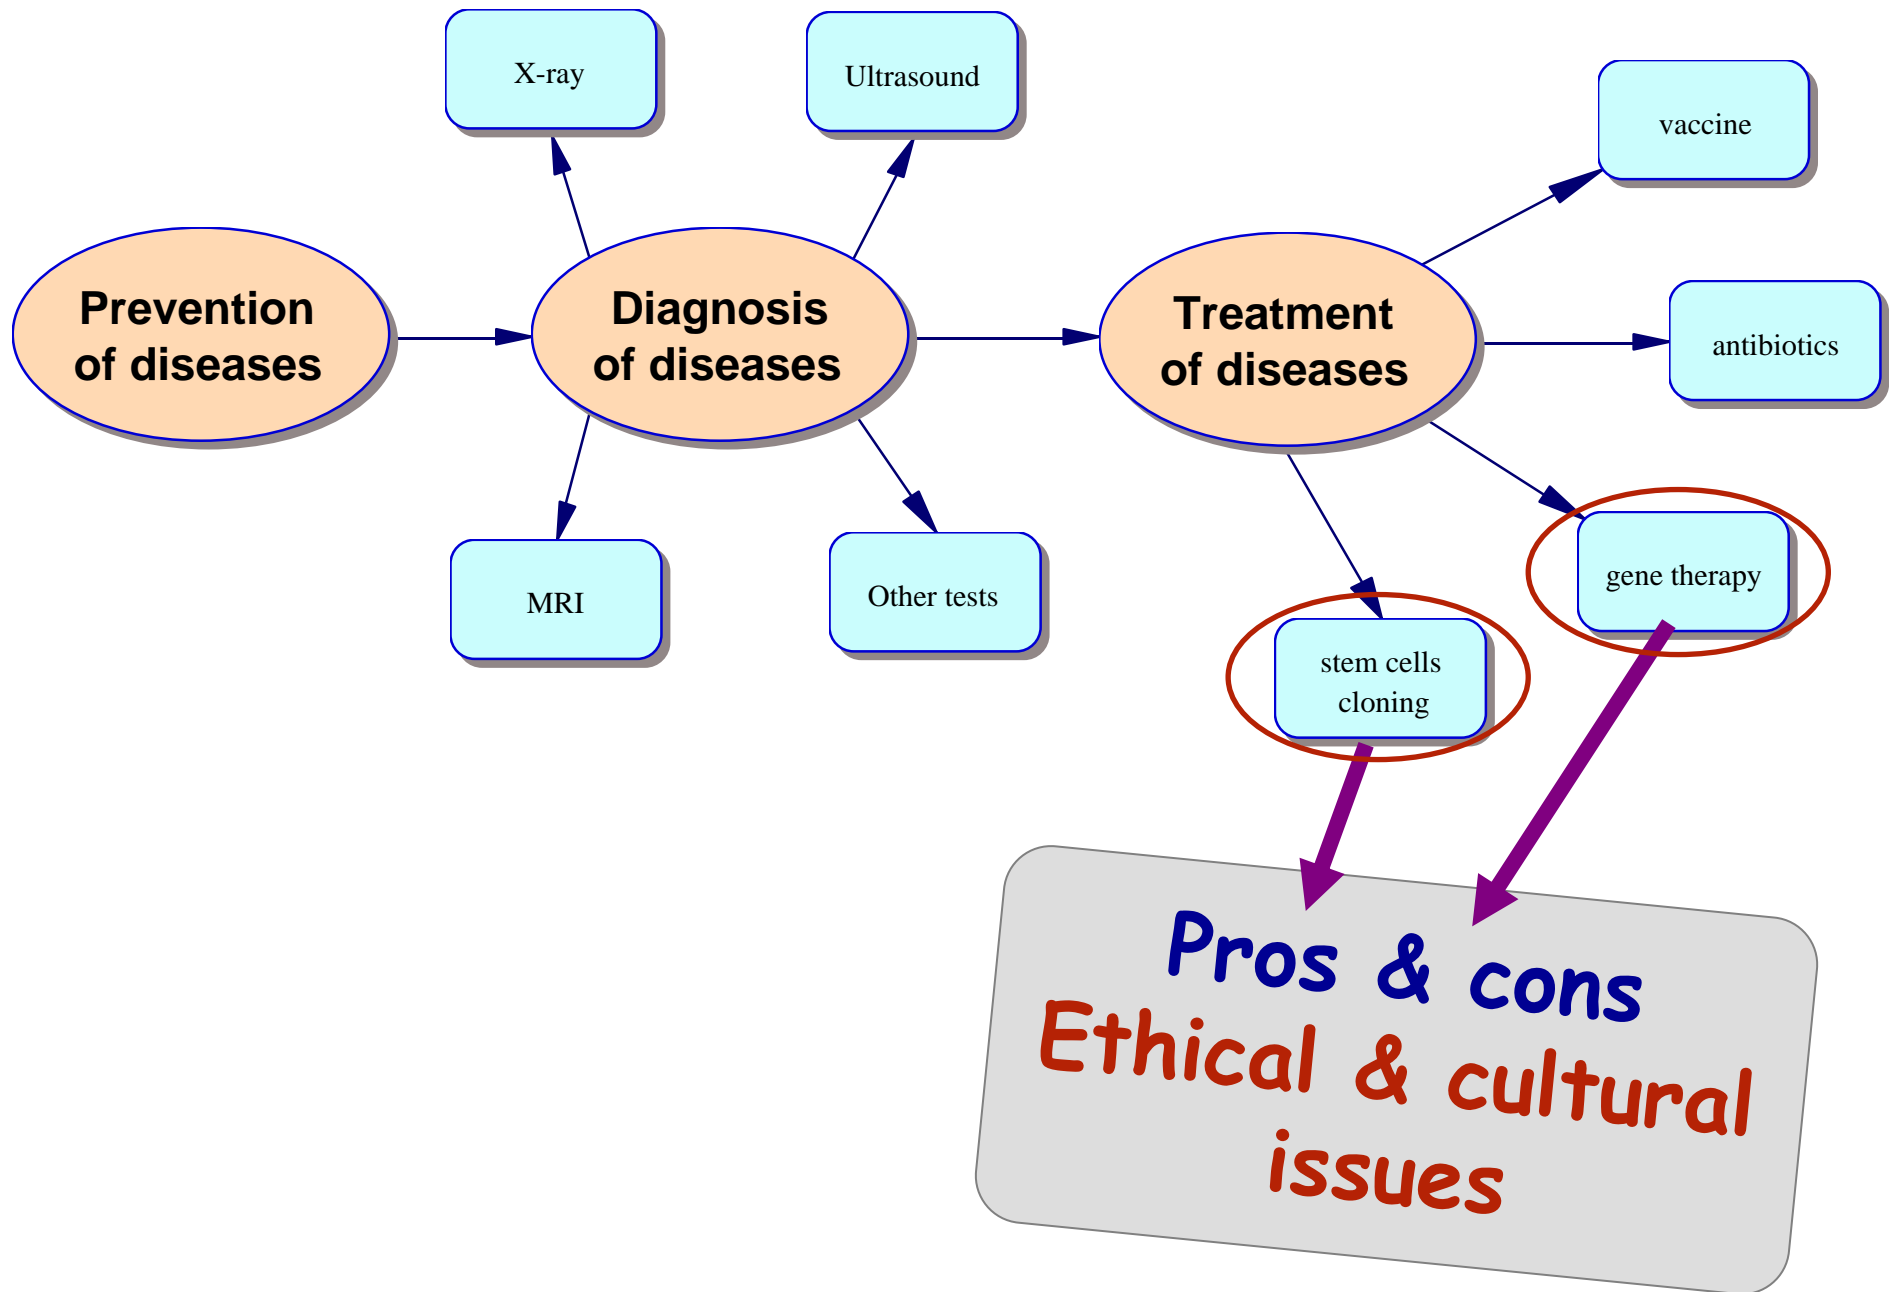 X-ray
Ultrasound
vaccine
Prevention
of diseases
Diagnosis
of diseases
Treatment
of diseases
antibiotics
MRI
Other tests
gene therapy
stem cells
cloning
Pros & cons
Ethical & cultural
issues